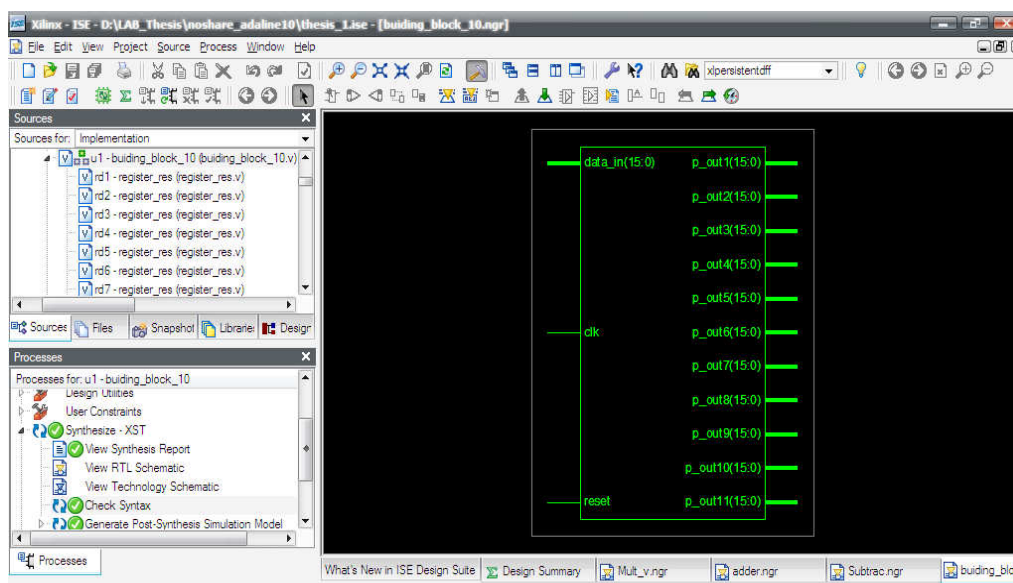 Xilinx - ISE - D:\LAB_Thesis\noshare_adaline10\thesis_1.ise - [buiding_block_10.ngr]
File Edit View Project Source Process Window Help
xlpersistentdff
Sources
Sources for: Implementation
u1 - buiding_block_10 (buiding_block_10.v)
rd1 - register_res (register_res.v)
rd2 - register_res (register_res.v)
rd3 - register_res (register_res.v)
rd4 - register_res (register_res.v)
rd5 - register_res (register_res.v)
rd6 - register_res (register_res.v)
rd7 - register_res (register_res.v)
Sources Files Snapshot Libraries Design
Processes
Processes for: u1 - buiding_block_10
Design Utilities
User Constraints
Synthesize - XST
View Synthesis Report
View RTL Schematic
View Technology Schematic
Check Syntax
Generate Post-Synthesis Simulation Model
Processes
data_in(15:0) p_out1(15:0)
p_out2(15:0)
p_out3(15:0)
p_out4(15:0)
p_out5(15:0)
clk p_out6(15:0)
p_out7(15:0)
p_out8(15:0)
p_out9(15:0)
p_out10(15:0)
reset p_out11(15:0)
What's New in ISE Design Suite Design Summary Mult_v.ngr adder.ngr Subtrac.ngr buiding_bloc